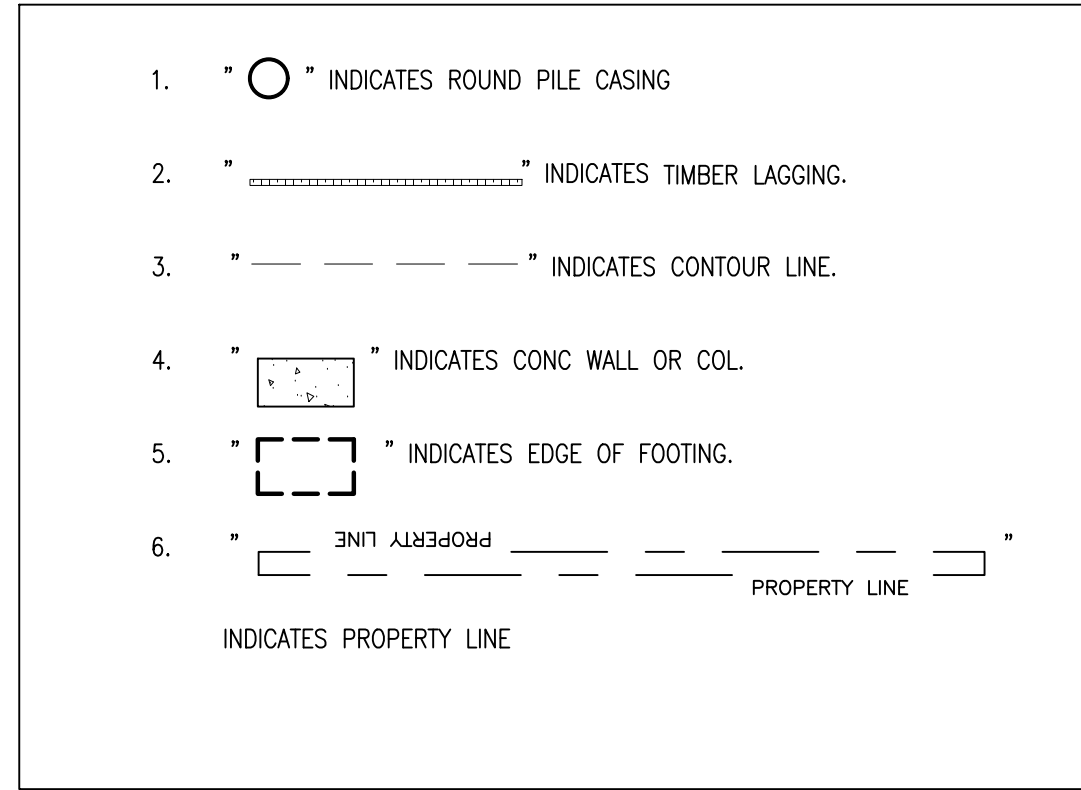 1. " " INDICATES ROUND PILE CASING
2. " " INDICATES TIMBER LAGGING.
3. " " INDICATES CONTOUR LINE.
4. " " INDICATES CONC WALL OR COL.
5. " " INDICATES EDGE OF FOOTING.
6. " PROPERTY LINE "
PROPERTY LINE
INDICATES PROPERTY LINE